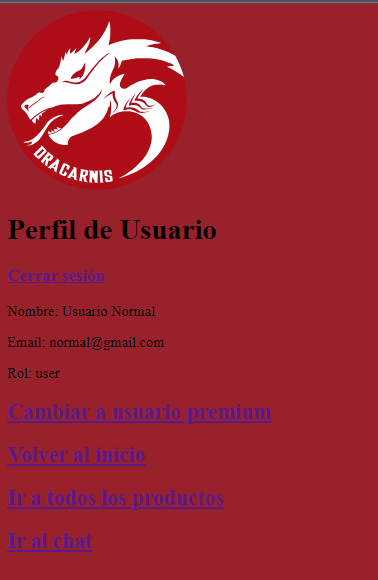 DRACARNIS
Perfil de Usuario
Cerrar sesión
Nombre: Usuario Normal
Email: normal@gmail.com
Rol: user
Cambiar a usuario premium
Volver al inicio
Ir a todos los productos
Ir al chat